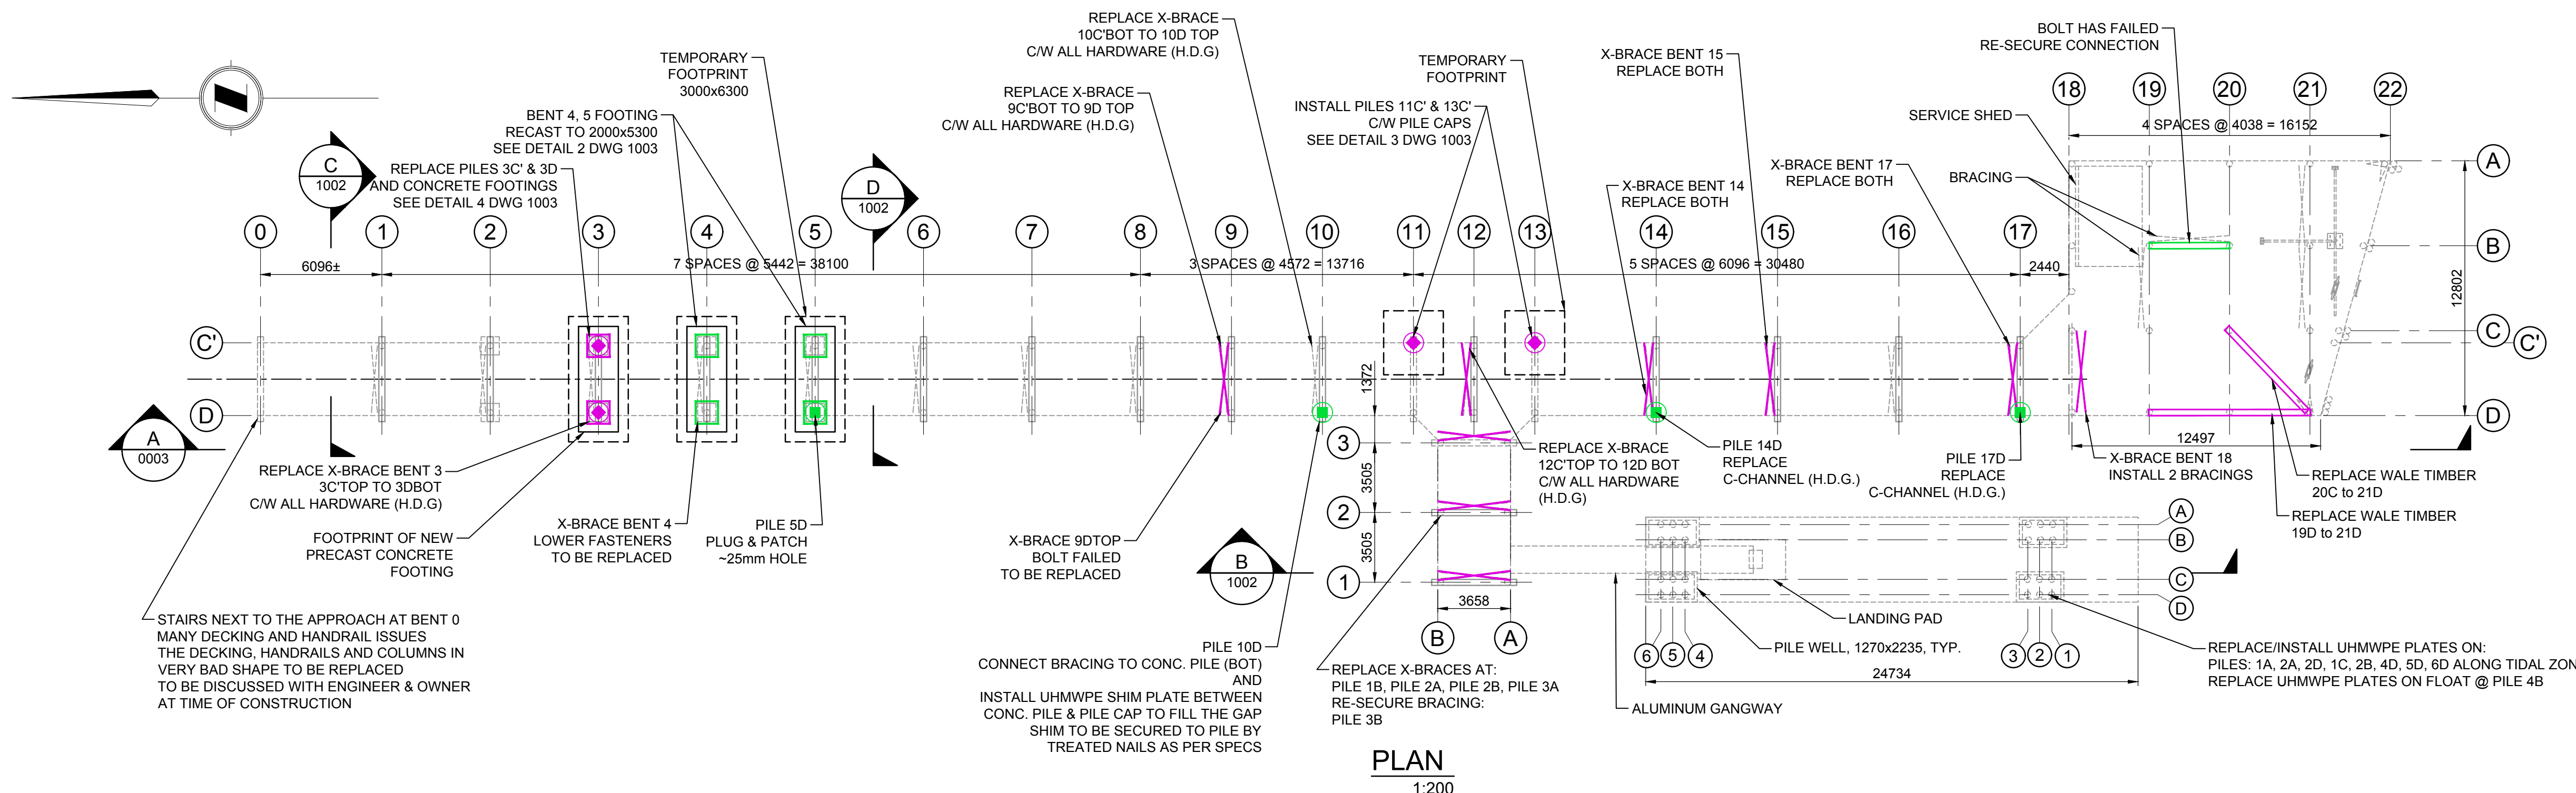 REPLACE X-BRACE
10C'BOT TO 10D TOP
C/W ALL HARDWARE (H.D.G)
BOLT HAS FAILED
RE-SECURE CONNECTION
TEMPORARY
FOOTPRINT
3000x6300
TEMPORARY
FOOTPRINT
X-BRACE BENT 15
REPLACE BOTH
REPLACE X-BRACE
9C'BOT TO 9D TOP
C/W ALL HARDWARE (H.D.G)
INSTALL PILES 11C' & 13C'
C/W PILE CAPS
SEE DETAIL 3 DWG 1003
BENT 4, 5 FOOTING
RECAST TO 2000x5300
SEE DETAIL 2 DWG 1003
SERVICE SHED
18
19
20
21
22
4 SPACES @ 4038 = 16152
REPLACE PILES 3C' & 3D
AND CONCRETE FOOTINGS
SEE DETAIL 4 DWG 1003
C
1002
D
1002
X-BRACE BENT 17
REPLACE BOTH
X-BRACE BENT 14
REPLACE BOTH
BRACING
A
B
C
C'
D
12802
0
1
2
3
4
5
6
7
8
9
10
11
12
13
14
15
16
17
6096±
7 SPACES @ 5442 = 38100
3 SPACES @ 4572 = 13716
5 SPACES @ 6096 = 30480
2440
C'
D
1372
12497
A
0003
REPLACE X-BRACE BENT 3
3C'TOP TO 3DBOT
C/W ALL HARDWARE (H.D.G)
FOOTPRINT OF NEW
PRECAST CONCRETE
FOOTING
X-BRACE BENT 4
LOWER FASTENERS
TO BE REPLACED
PILE 5D
PLUG & PATCH
~25mm HOLE
X-BRACE 9DTOP
BOLT FAILED
TO BE REPLACED
3
2
1
3505
3505
3658
B
A
B
1002
REPLACE X-BRACE
12C'TOP TO 12D BOT
C/W ALL HARDWARE
(H.D.G)
PILE 14D
REPLACE
C-CHANNEL (H.D.G.)
PILE 17D
REPLACE
C-CHANNEL (H.D.G.)
X-BRACE BENT 18
INSTALL 2 BRACINGS
REPLACE WALE TIMBER
20C to 21D
REPLACE WALE TIMBER
19D to 21D
A
B
C
D
STAIRS NEXT TO THE APPROACH AT BENT 0
MANY DECKING AND HANDRAIL ISSUES
THE DECKING, HANDRAILS AND COLUMNS IN
VERY BAD SHAPE TO BE REPLACED
TO BE DISCUSSED WITH ENGINEER & OWNER
AT TIME OF CONSTRUCTION
PILE 10D
CONNECT BRACING TO CONC. PILE (BOT)
AND
INSTALL UHMWPE SHIM PLATE BETWEEN
CONC. PILE & PILE CAP TO FILL THE GAP
SHIM TO BE SECURED TO PILE BY
TREATED NAILS AS PER SPECS
REPLACE X-BRACES AT:
PILE 1B, PILE 2A, PILE 2B, PILE 3A
RE-SECURE BRACING:
PILE 3B
LANDING PAD
PILE WELL, 1270x2235, TYP.
6
5
4
3
2
1
24734
ALUMINUM GANGWAY
REPLACE/INSTALL UHMWPE PLATES ON:
PILES: 1A, 2A, 2D, 1C, 2B, 4D, 5D, 6D ALONG TIDAL ZON
REPLACE UHMWPE PLATES ON FLOAT @ PILE 4B
PLAN
1:200